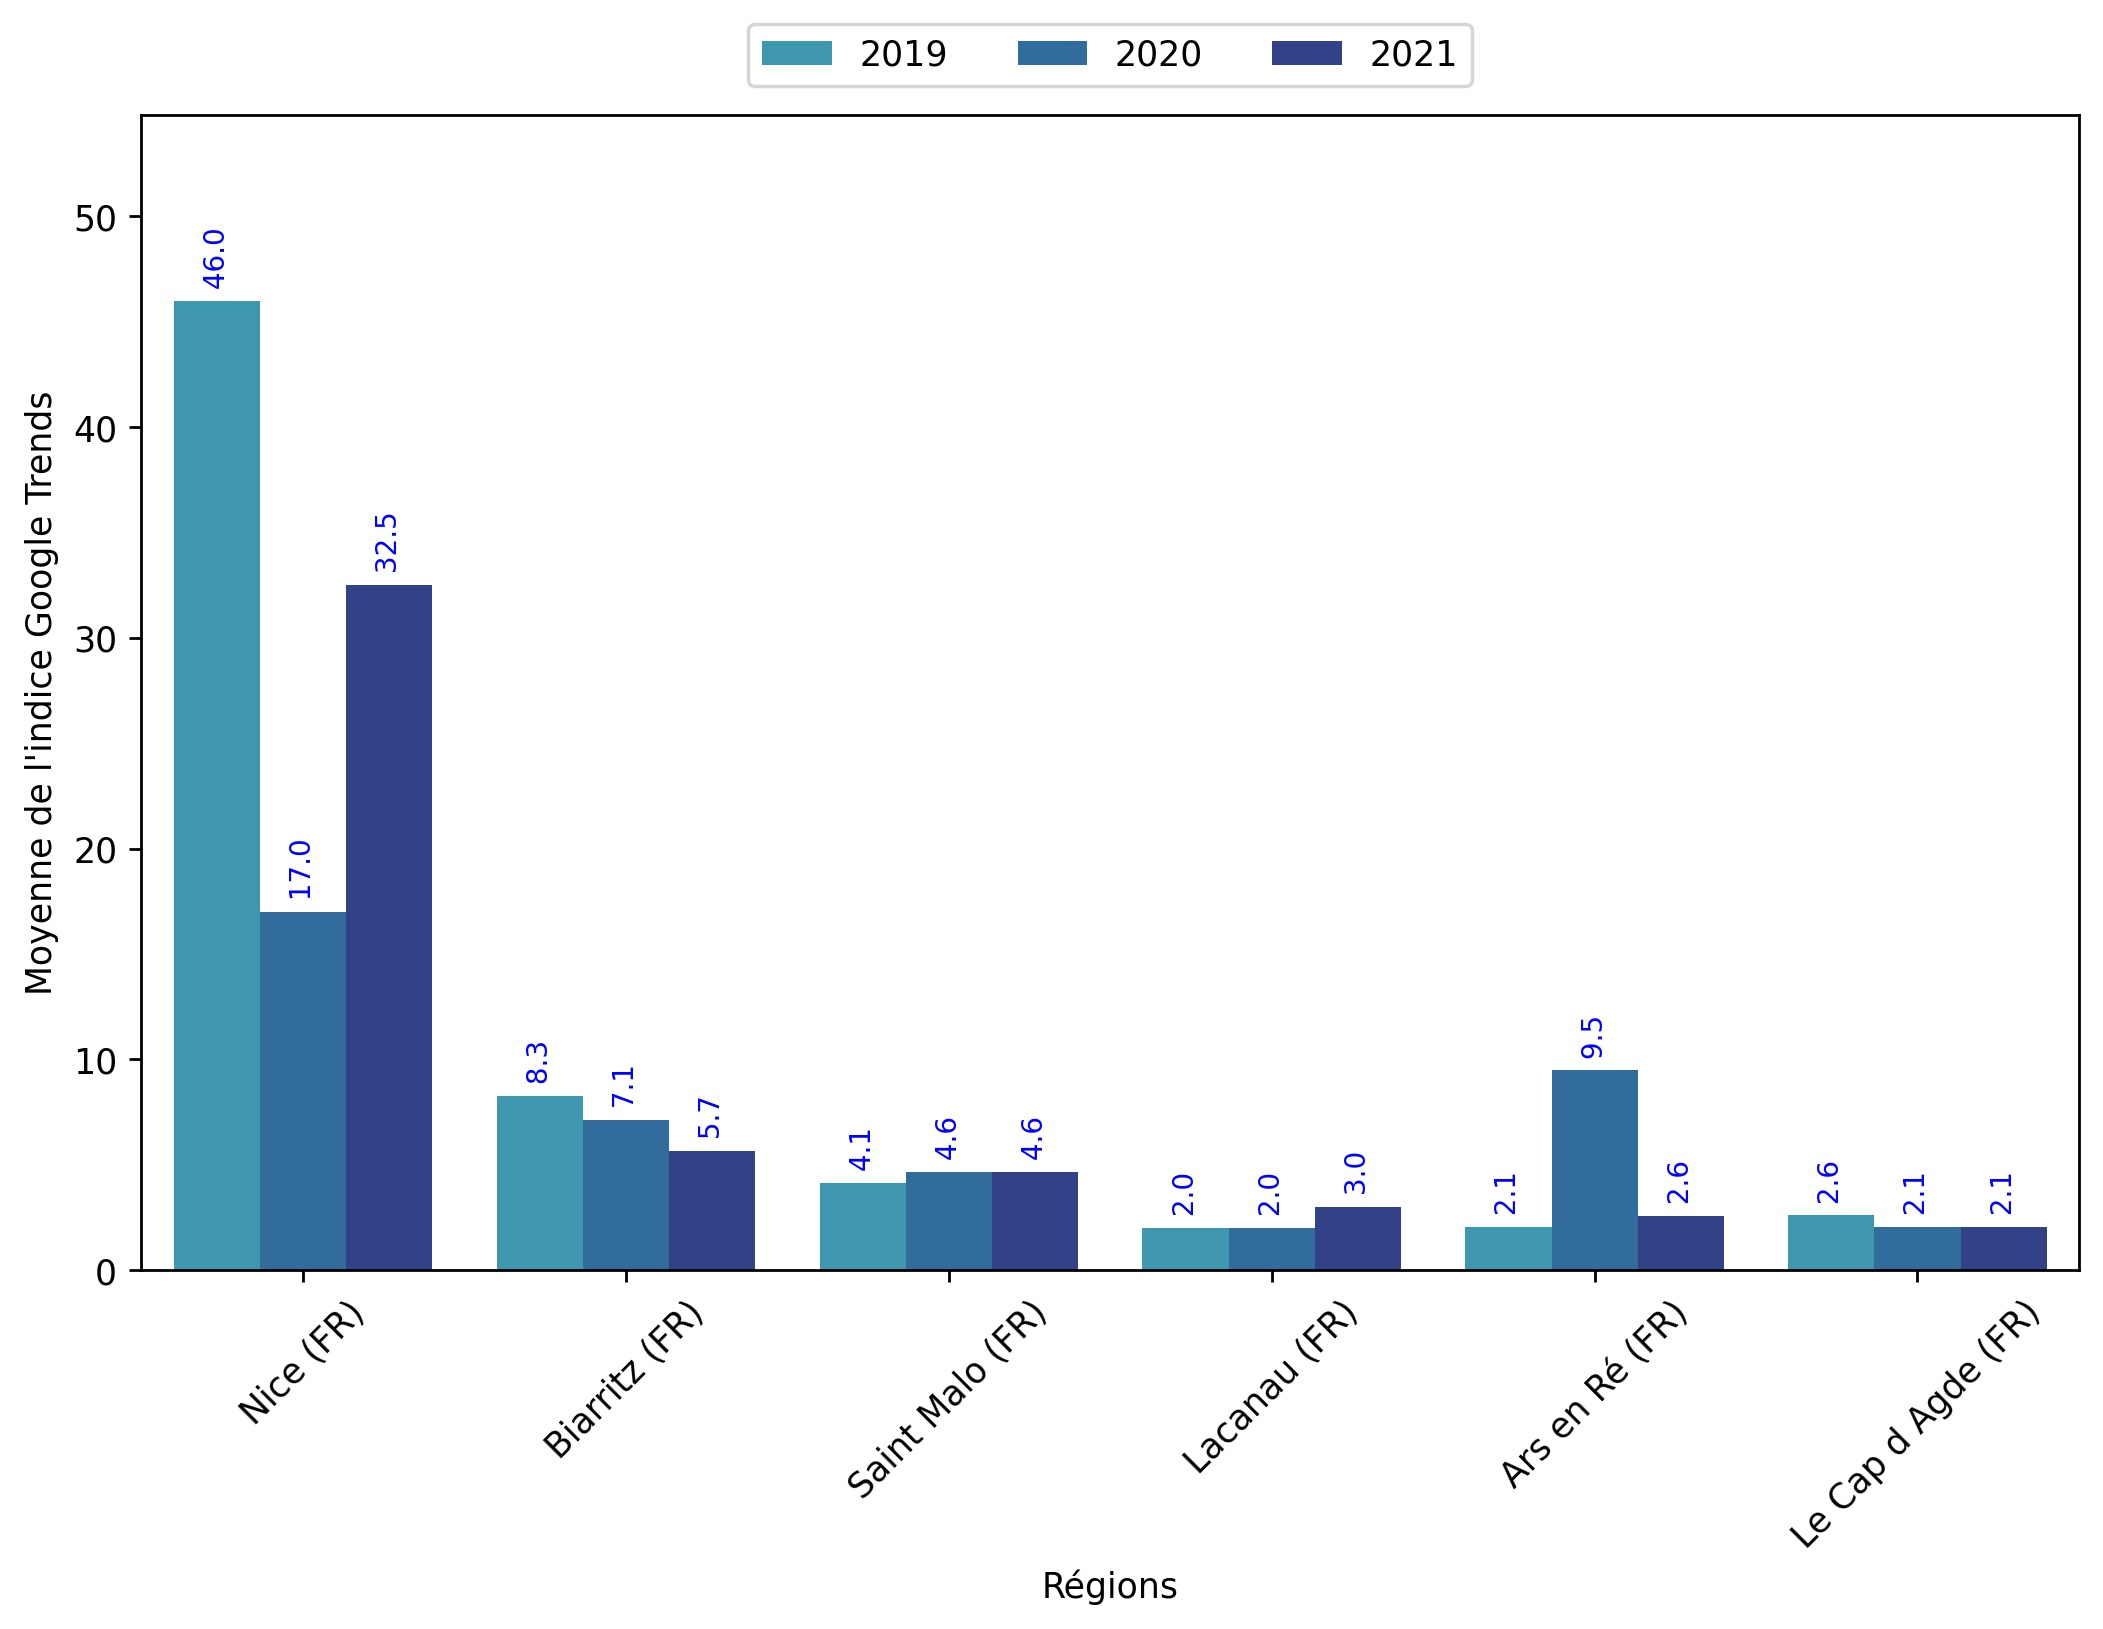 2019 2020 2021
Moyenne de l'indice Google Trends
50
40
30
20
10
0
46.0
17.0
32.5
8.3
7.1
5.7
4.1
4.6
4.6
2.0
2.0
3.0
2.1
9.5
2.6
2.6
2.1
2.1
Nice (FR)
Biarritz (FR)
Saint Malo (FR)
Lacanau (FR)
Ars en Ré (FR)
Le Cap d Agde (FR)
Régions